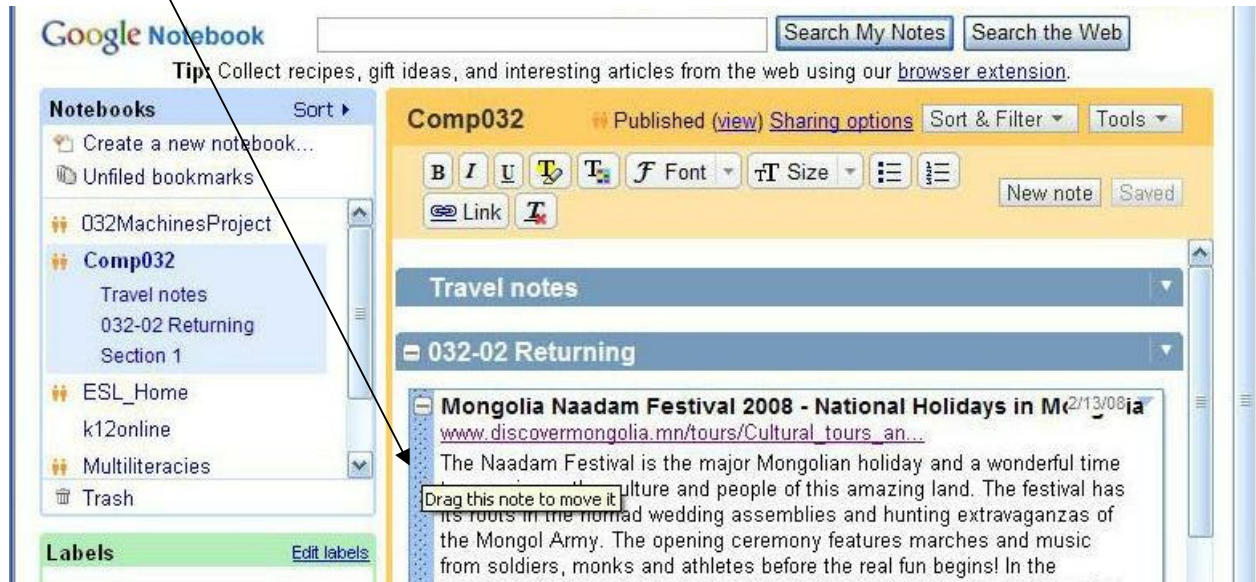 Google Notebook
Search My Notes Search the Web
Tip: Collect recipes, gift ideas, and interesting articles from the web using our browser extension.
Notebooks Sort
Create a new notebook...
Unfiled bookmarks
032MachinesProject
Comp032
Travel notes
032-02 Returning
Section 1
ESL_Home
k12online
Multiliteracies
Trash
Labels Edit labels
Comp032 Published (view) Sharing options Sort & Filter Tools
B I U T T F Font TT Size
Link T New note Saved
Travel notes
032-02 Returning
Mongolia Naadam Festival 2008 - National Holidays in 2/13/08
www.discovermongolia.mn/tours/Cultural_tours_an...
The Naadam Festival is the major Mongolian holiday and a wonderful time
Drag this note to move it
culture and people of this amazing land. The festival has
its roots in the nomad wedding assemblies and hunting extravaganzas of
the Mongol Army. The opening ceremony features marches and music
from soldiers, monks and athletes before the real fun begins! In the